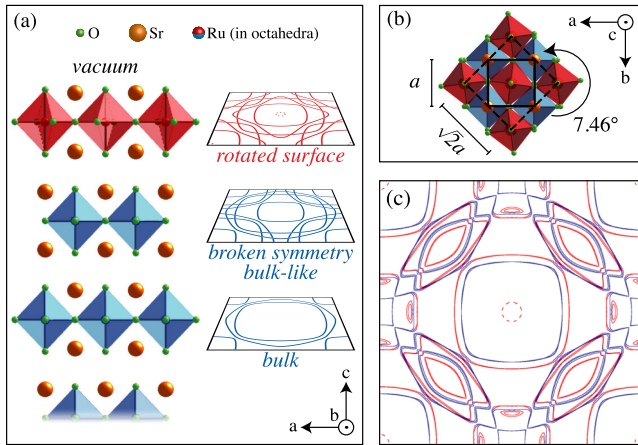 (a)
O
Sr
Ru (in octahedra)
vacuum
rotated surface
broken symmetry
bulk-like
bulk
c
b
a
(b)
a
c
b
a
√2a
7.46°
(c)